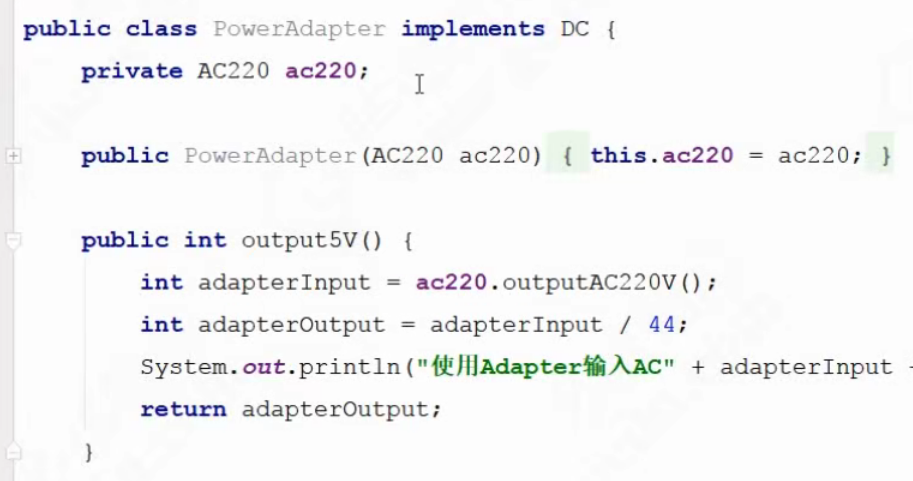 public class PowerAdapter implements DC {
private AC220 ac220;
public PowerAdapter(AC220 ac220) { this.ac220 = ac220; }
public int output5V() {
int adapterInput = ac220.outputAC220V();
int adapterOutput = adapterInput / 44;
System.out.println("使用Adapter输入AC" + adapterInput
return adapterOutput;
}